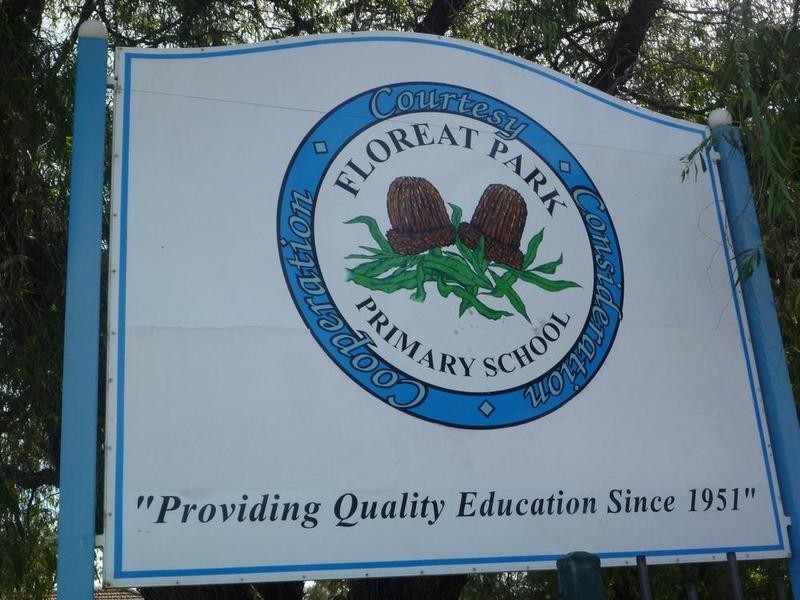 Courtesy
Consideration
Cooperation
FLOREAT PARK
PRIMARY SCHOOL
"Providing Quality Education Since 1951"